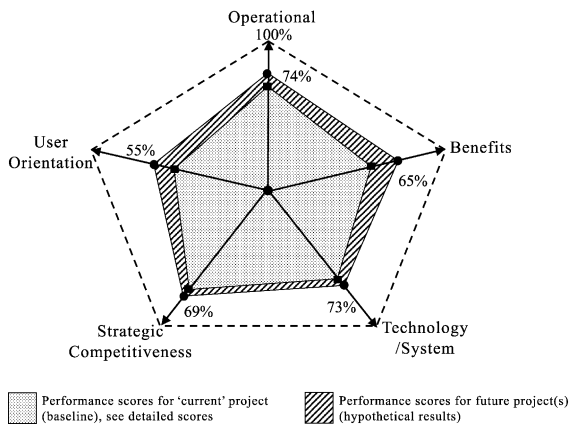 Operational
100%
74%
User
Orientation
55%
Benefits
65%
69%
73%
Strategic
Competitiveness
Technology
/System
Performance scores for ‘current’ project
(baseline), see detailed scores
Performance scores for future project(s)
(hypothetical results)